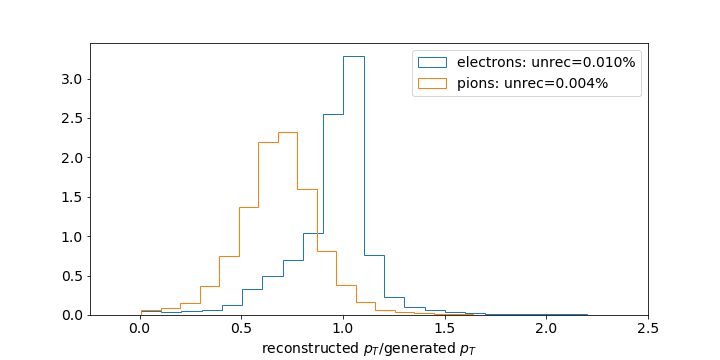 electrons: unrec=0.010%
pions: unrec=0.004%
3.0
2.5
2.0
1.5
1.0
0.5
0.0
0.0 0.5 1.0 1.5 2.0 2.5
reconstructed p_T/generated p_T